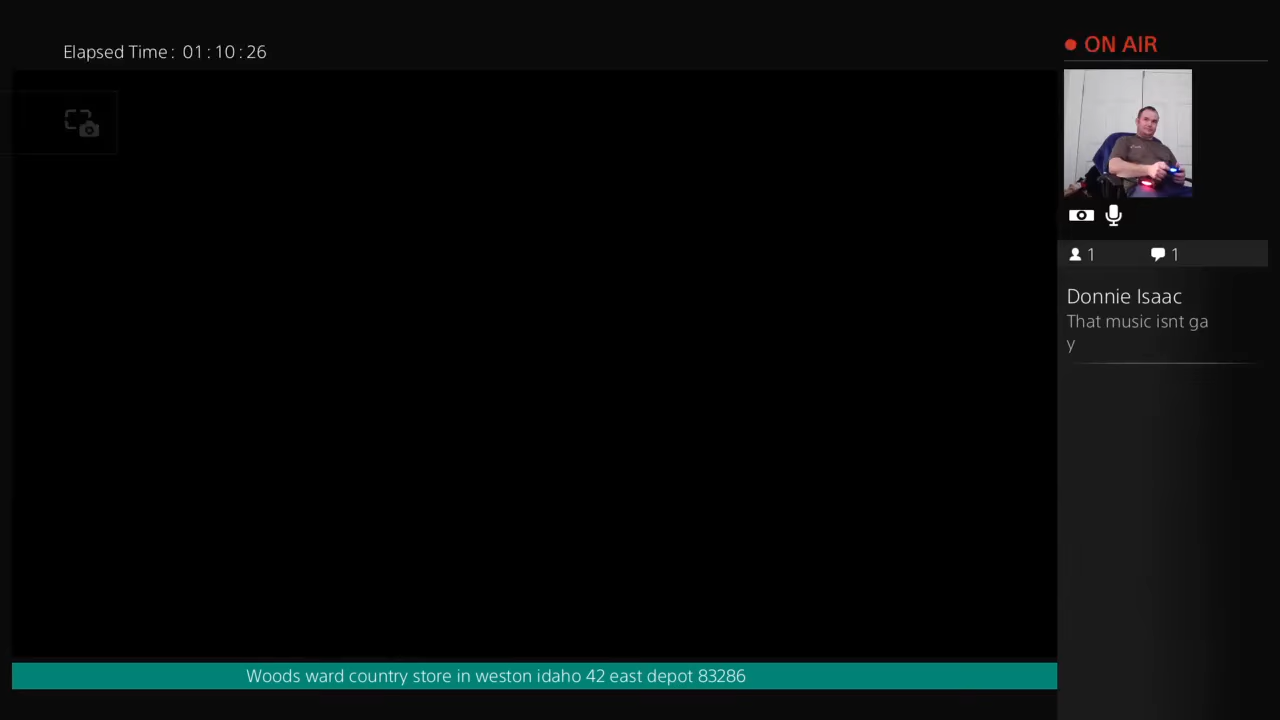 Elapsed Time: 01:10:26
ON AIR
1 1
Donnie Isaac
That music isnt ga
y
Woods ward country store in weston idaho 42 east depot 83286